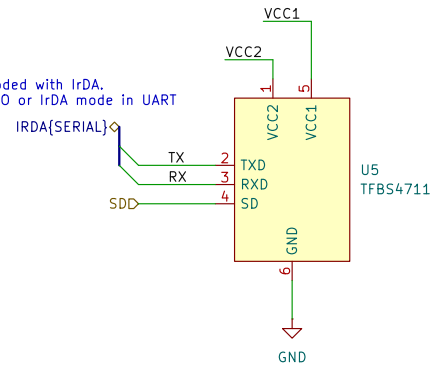 VCC1
VCC2
ded with IrDA.
O or IrDA mode in UART
IRDA{SERIAL}
1
5
VCC2
VCC1
TX
2
TXD
RX
3
RXD
SD
4
SD
U5
TFBS4711
GND
6
GND